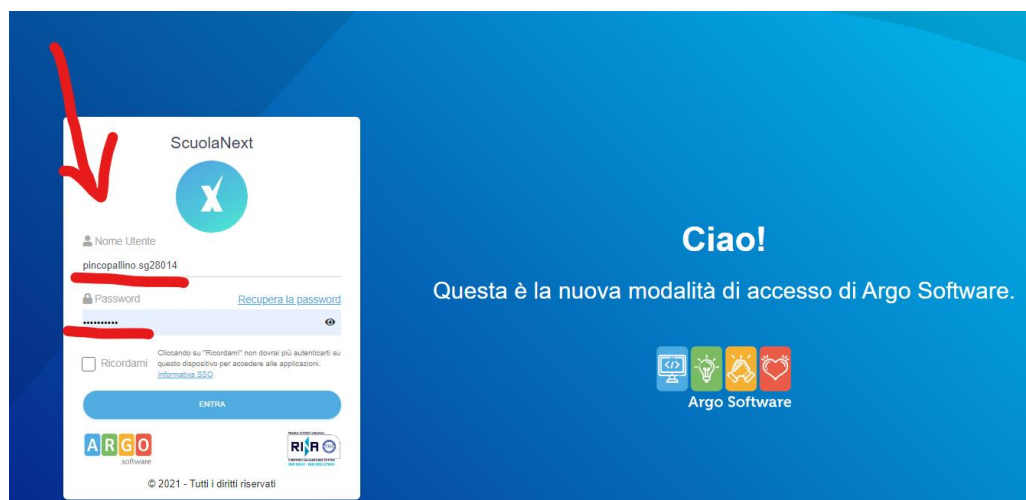 ScuolaNext
Nome Utente
pincopallino.sg28014
Password
Recupera la password
Ricordami
Cliccando su "Ricordami" non dovrai più autenticarti su
questo dispositivo per accedere alle applicazioni.
Informativa SSO
ENTRA
ARGO
software
RINA
© 2021 - Tutti i diritti riservati
Ciao!
Questa è la nuova modalità di accesso di Argo Software.
Argo Software